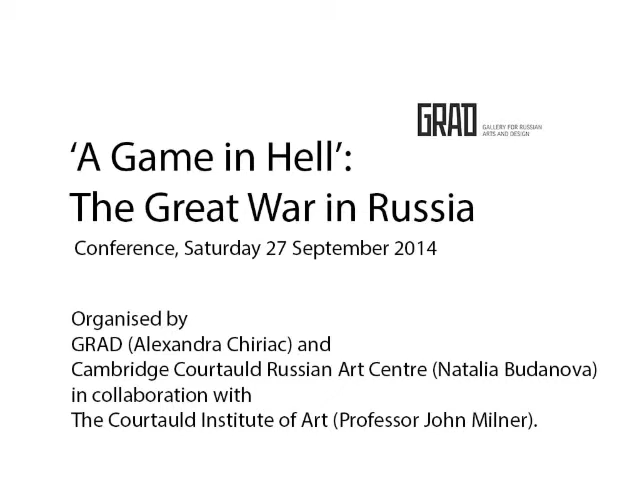 GRAD GALLERY FOR RUSSIAN
ARTS AND DESIGN
‘A Game in Hell’:
The Great War in Russia
Conference, Saturday 27 September 2014
Organised by
GRAD (Alexandra Chiriac) and
Cambridge Courtauld Russian Art Centre (Natalia Budanova)
in collaboration with
The Courtauld Institute of Art (Professor John Milner).